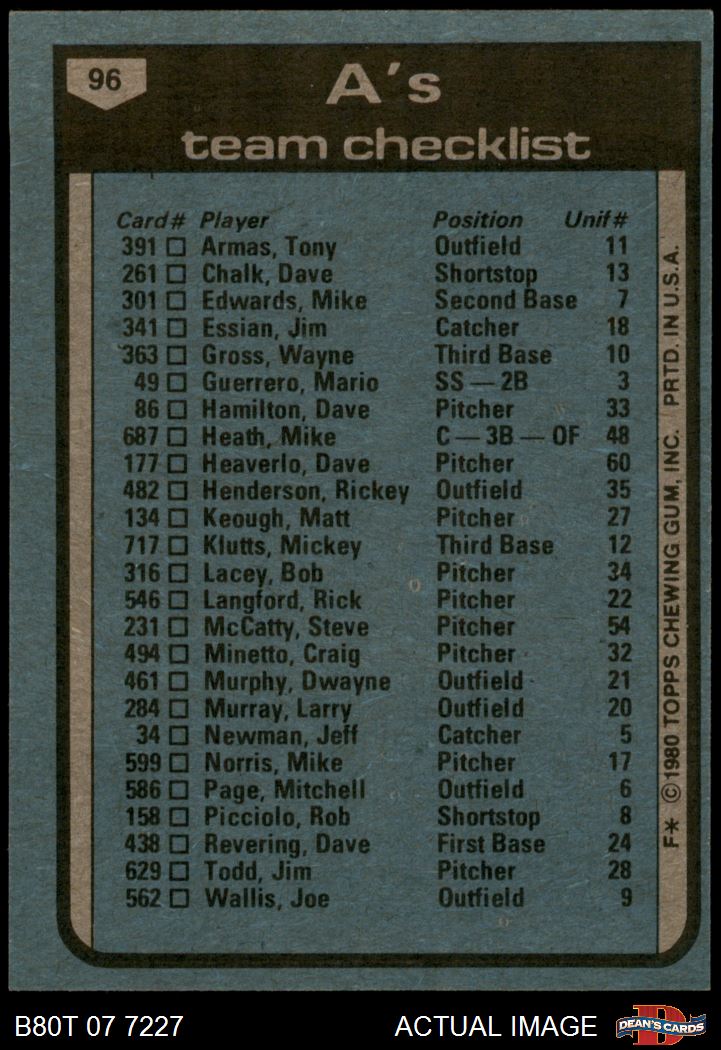 96
A's
team checklist
Card# Player Position Unif#
391 □ Armas, Tony Outfield 11
261 □ Chalk, Dave Shortstop 13
301 □ Edwards, Mike Second Base 7
341 □ Essian, Jim Catcher 18
363 □ Gross, Wayne Third Base 10
49 □ Guerrero, Mario SS — 2B 3
86 □ Hamilton, Dave Pitcher 33
687 □ Heath, Mike C — 3B — OF 48
177 □ Heaverlo, Dave Pitcher 60
482 □ Henderson, Rickey Outfield 35
134 □ Keough, Matt Pitcher 27
717 □ Klutts, Mickey Third Base 12
316 □ Lacey, Bob Pitcher 34
546 □ Langford, Rick Pitcher 22
231 □ McCatty, Steve Pitcher 54
494 □ Minetto, Craig Pitcher 32
461 □ Murphy, Dwayne Outfield 21
284 □ Murray, Larry Outfield 20
34 □ Newman, Jeff Catcher 5
599 □ Norris, Mike Pitcher 17
586 □ Page, Mitchell Outfield 6
158 □ Picciolo, Rob Shortstop 8
438 □ Revering, Dave First Base 24
629 □ Todd, Jim Pitcher 28
562 □ Wallis, Joe Outfield 9
F* © 1980 TOPPS CHEWING GUM, INC. PRTD. IN U.S.A.
B80T 07 7227 ACTUAL IMAGE
D
DEAN'S CARDS